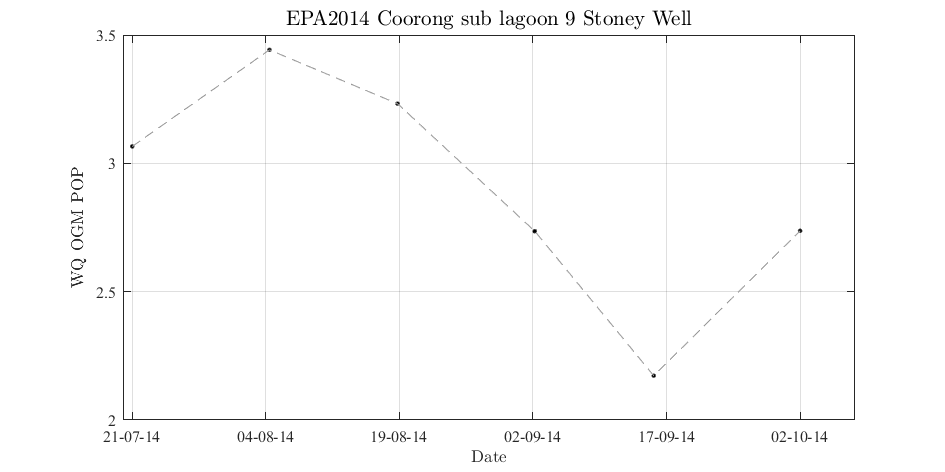 EPA2014 Coorong sub lagoon 9 Stoney Well
3.5
3
2.5
2
WQ OGM POP
21-07-14 04-08-14 19-08-14 02-09-14 17-09-14 02-10-14
Date